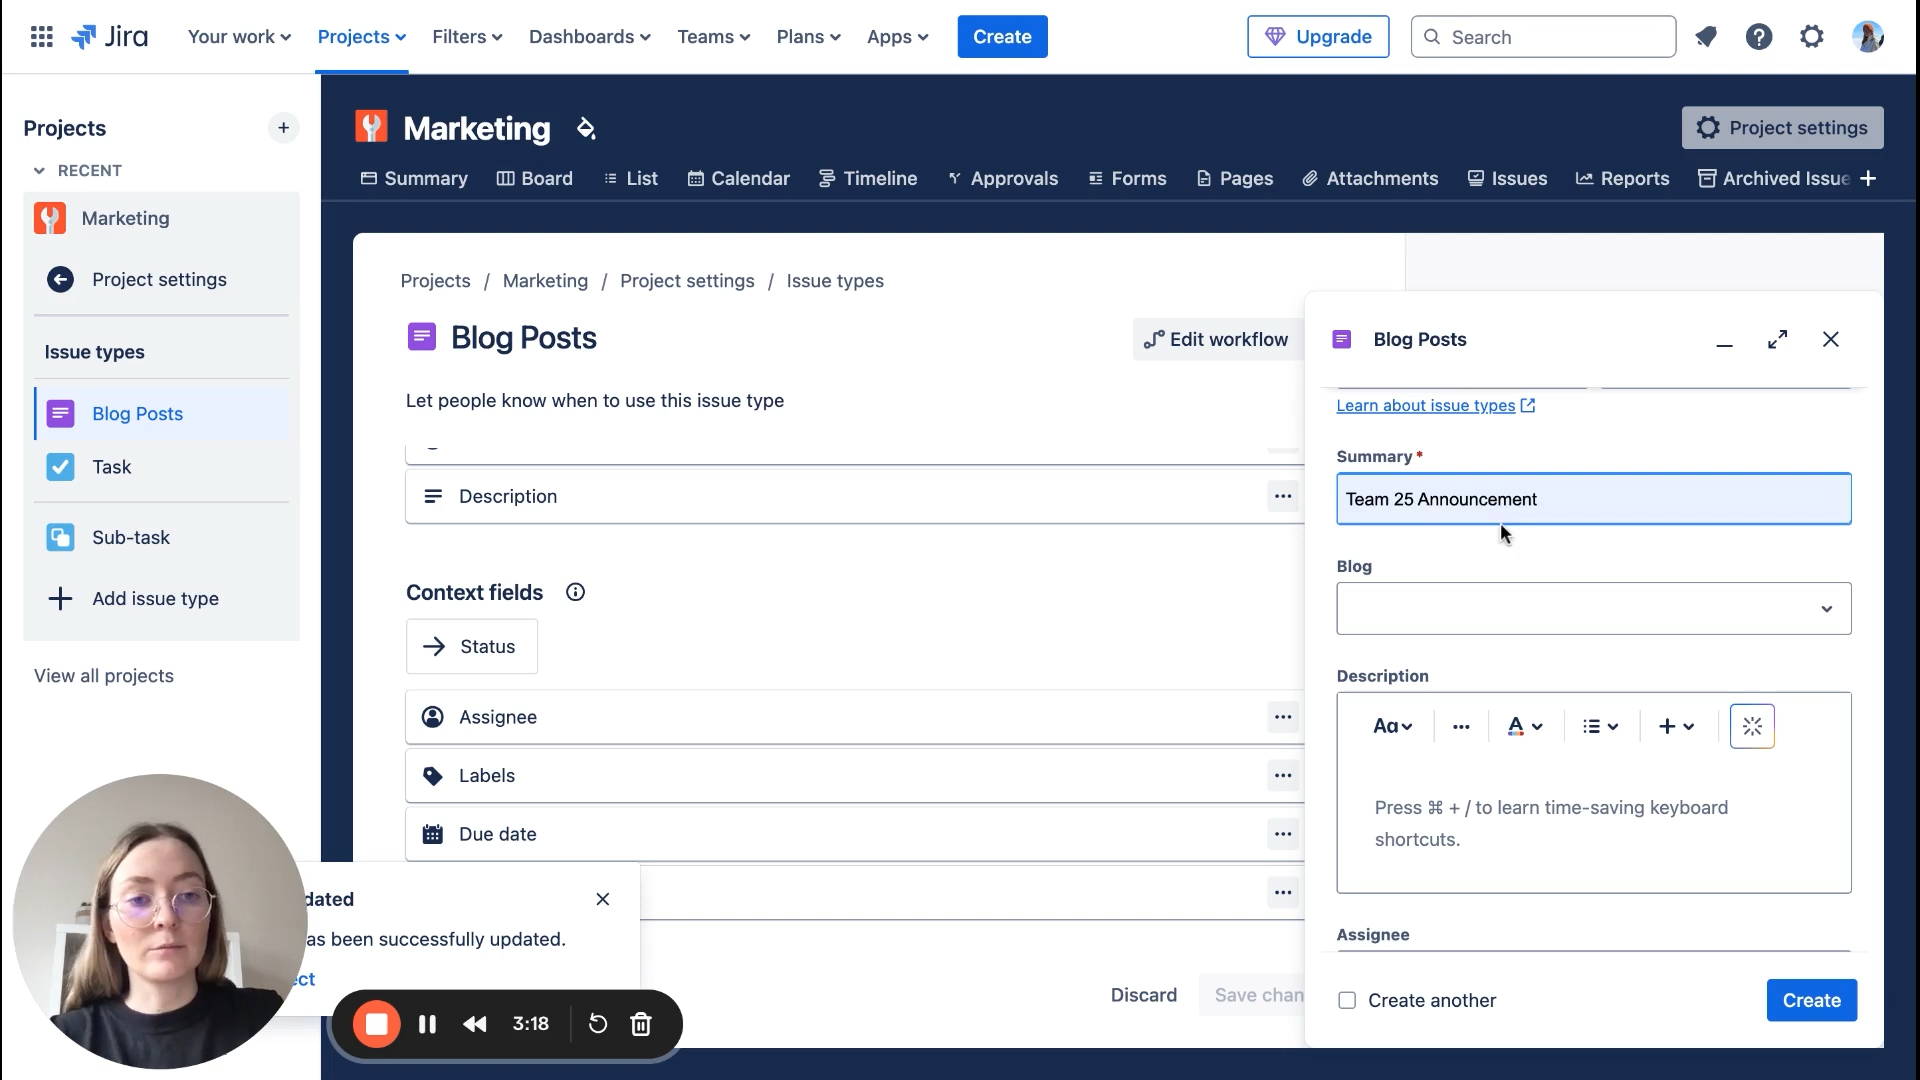 Jira
Your work
Projects
Filters
Dashboards
Teams
Plans
Apps
Create
Upgrade
Search
Projects
RECENT
Marketing
Project settings
Issue types
Blog Posts
Task
Sub-task
Add issue type
View all projects
Marketing
Project settings
Summary
Board
List
Calendar
Timeline
Approvals
Forms
Pages
Attachments
Issues
Reports
Archived Issue
Projects / Marketing / Project settings / Issue types
Blog Posts
Edit workflow
Let people know when to use this issue type
Description
Context fields
Status
Assignee
Labels
Due date
dated
as been successfully updated.
ect
Discard
Save chan
3:18
Blog Posts
Learn about issue types
Summary*
Team 25 Announcement
Blog
Description
Aa
A
Press ⌘ + / to learn time-saving keyboard
shortcuts.
Assignee
Create another
Create